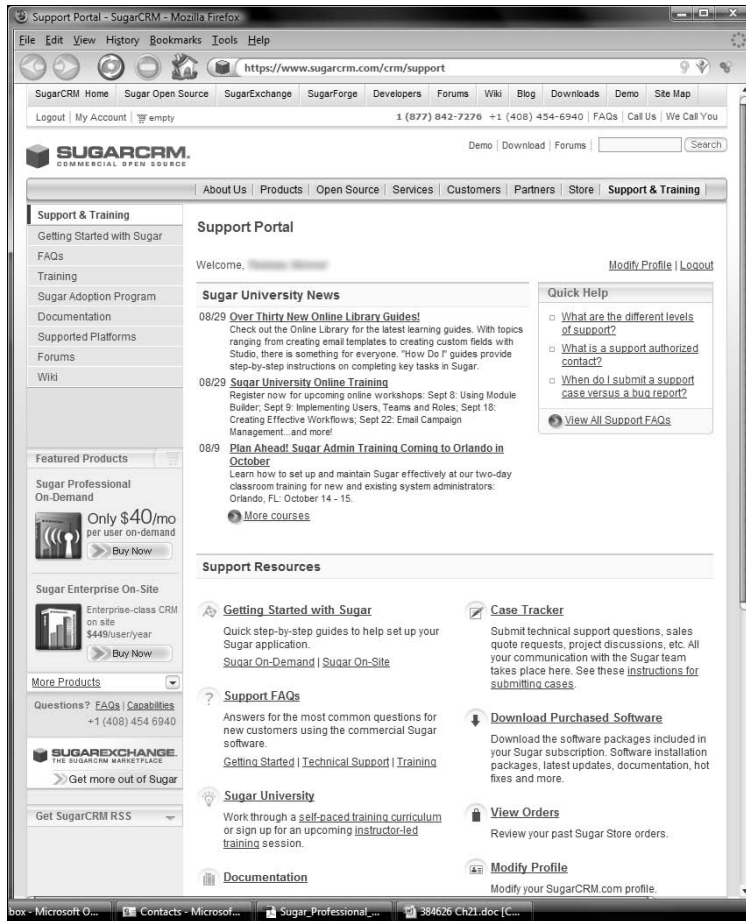 Support Portal - SugarCRM - Mozilla Firefox
File Edit View History Bookmarks Tools Help
https://www.sugarcrm.com/crm/support
SugarCRM Home Sugar Open Source SugarExchange SugarForge Developers Forums Wiki Blog Downloads Demo Site Map
Logout | My Account | empty
1 (877) 842-7276 +1 (408) 454-6940 | FAQs | Call Us | We Call You
SUGARCRM.
COMMERCIAL OPEN SOURCE
Demo | Download | Forums | Search
About Us | Products | Open Source | Services | Customers | Partners | Store | Support & Training |
Support & Training
Getting Started with Sugar
FAQs
Training
Sugar Adoption Program
Documentation
Supported Platforms
Forums
Wiki
Featured Products
Sugar Professional
On-Demand
Only $40/mo
per user on-demand
Buy Now
Sugar Enterprise On-Site
Enterprise-class CRM
on site
$449/user/year
Buy Now
More Products
Questions? FAQs | Capabilities
+1 (408) 454 6940
SUGAREXCHANGE.
THE SUGARCRM MARKETPLACE
Get more out of Sugar
Get SugarCRM RSS
Support Portal
Welcome,
Modify Profile | Logout
Sugar University News
08/29 Over Thirty New Online Library Guides!
Check out the Online Library for the latest learning guides. With topics
ranging from creating email templates to creating custom fields with
Studio, there is something for everyone. "How Do I" guides provide
step-by-step instructions on completing key tasks in Sugar.
08/29 Sugar University Online Training
Register now for upcoming online workshops: Sept 8: Using Module
Builder; Sept 9: Implementing Users, Teams and Roles; Sept 18:
Creating Effective Workflows; Sept 22: Email Campaign
Management...and more!
08/9 Plan Ahead! Sugar Admin Training Coming to Orlando in
October
Learn how to set up and maintain Sugar effectively at our two-day
classroom training for new and existing system administrators:
Orlando, FL: October 14 - 15.
More courses
Quick Help
What are the different levels
of support?
What is a support authorized
contact?
When do I submit a support
case versus a bug report?
View All Support FAQs
Support Resources
Getting Started with Sugar
Quick step-by-step guides to help set up your
Sugar application.
Sugar On-Demand | Sugar On-Site
Support FAQs
Answers for the most common questions for
new customers using the commercial Sugar
software.
Getting Started | Technical Support | Training
Sugar University
Work through a self-paced training curriculum
or sign up for an upcoming instructor-led
training session.
Documentation
Case Tracker
Submit technical support questions, sales
quote requests, project discussions, etc. All
your communication with the Sugar team
takes place here. See these instructions for
submitting cases.
Download Purchased Software
Download the software packages included in
your Sugar subscription. Software installation
packages, latest updates, documentation, hot
fixes and more.
View Orders
Review your past Sugar Store orders.
Modify Profile
Modify your SugarCRM.com profile.
box - Microsoft O... Contacts - Microsof... Sugar_Professional_... 384626 Ch21.doc [C...